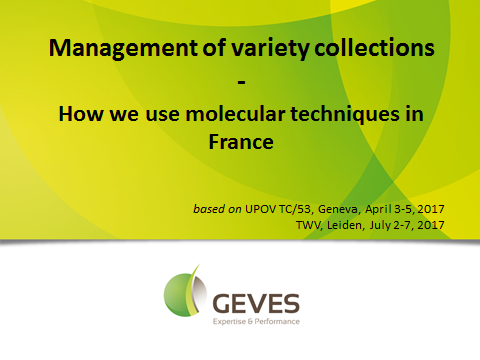 Management of variety collections
-
How we use molecular techniques in
France
based on UPOV TC/53, Geneva, April 3-5, 2017
TWV, Leiden, July 2-7, 2017
GEVES
Expertise & Performance